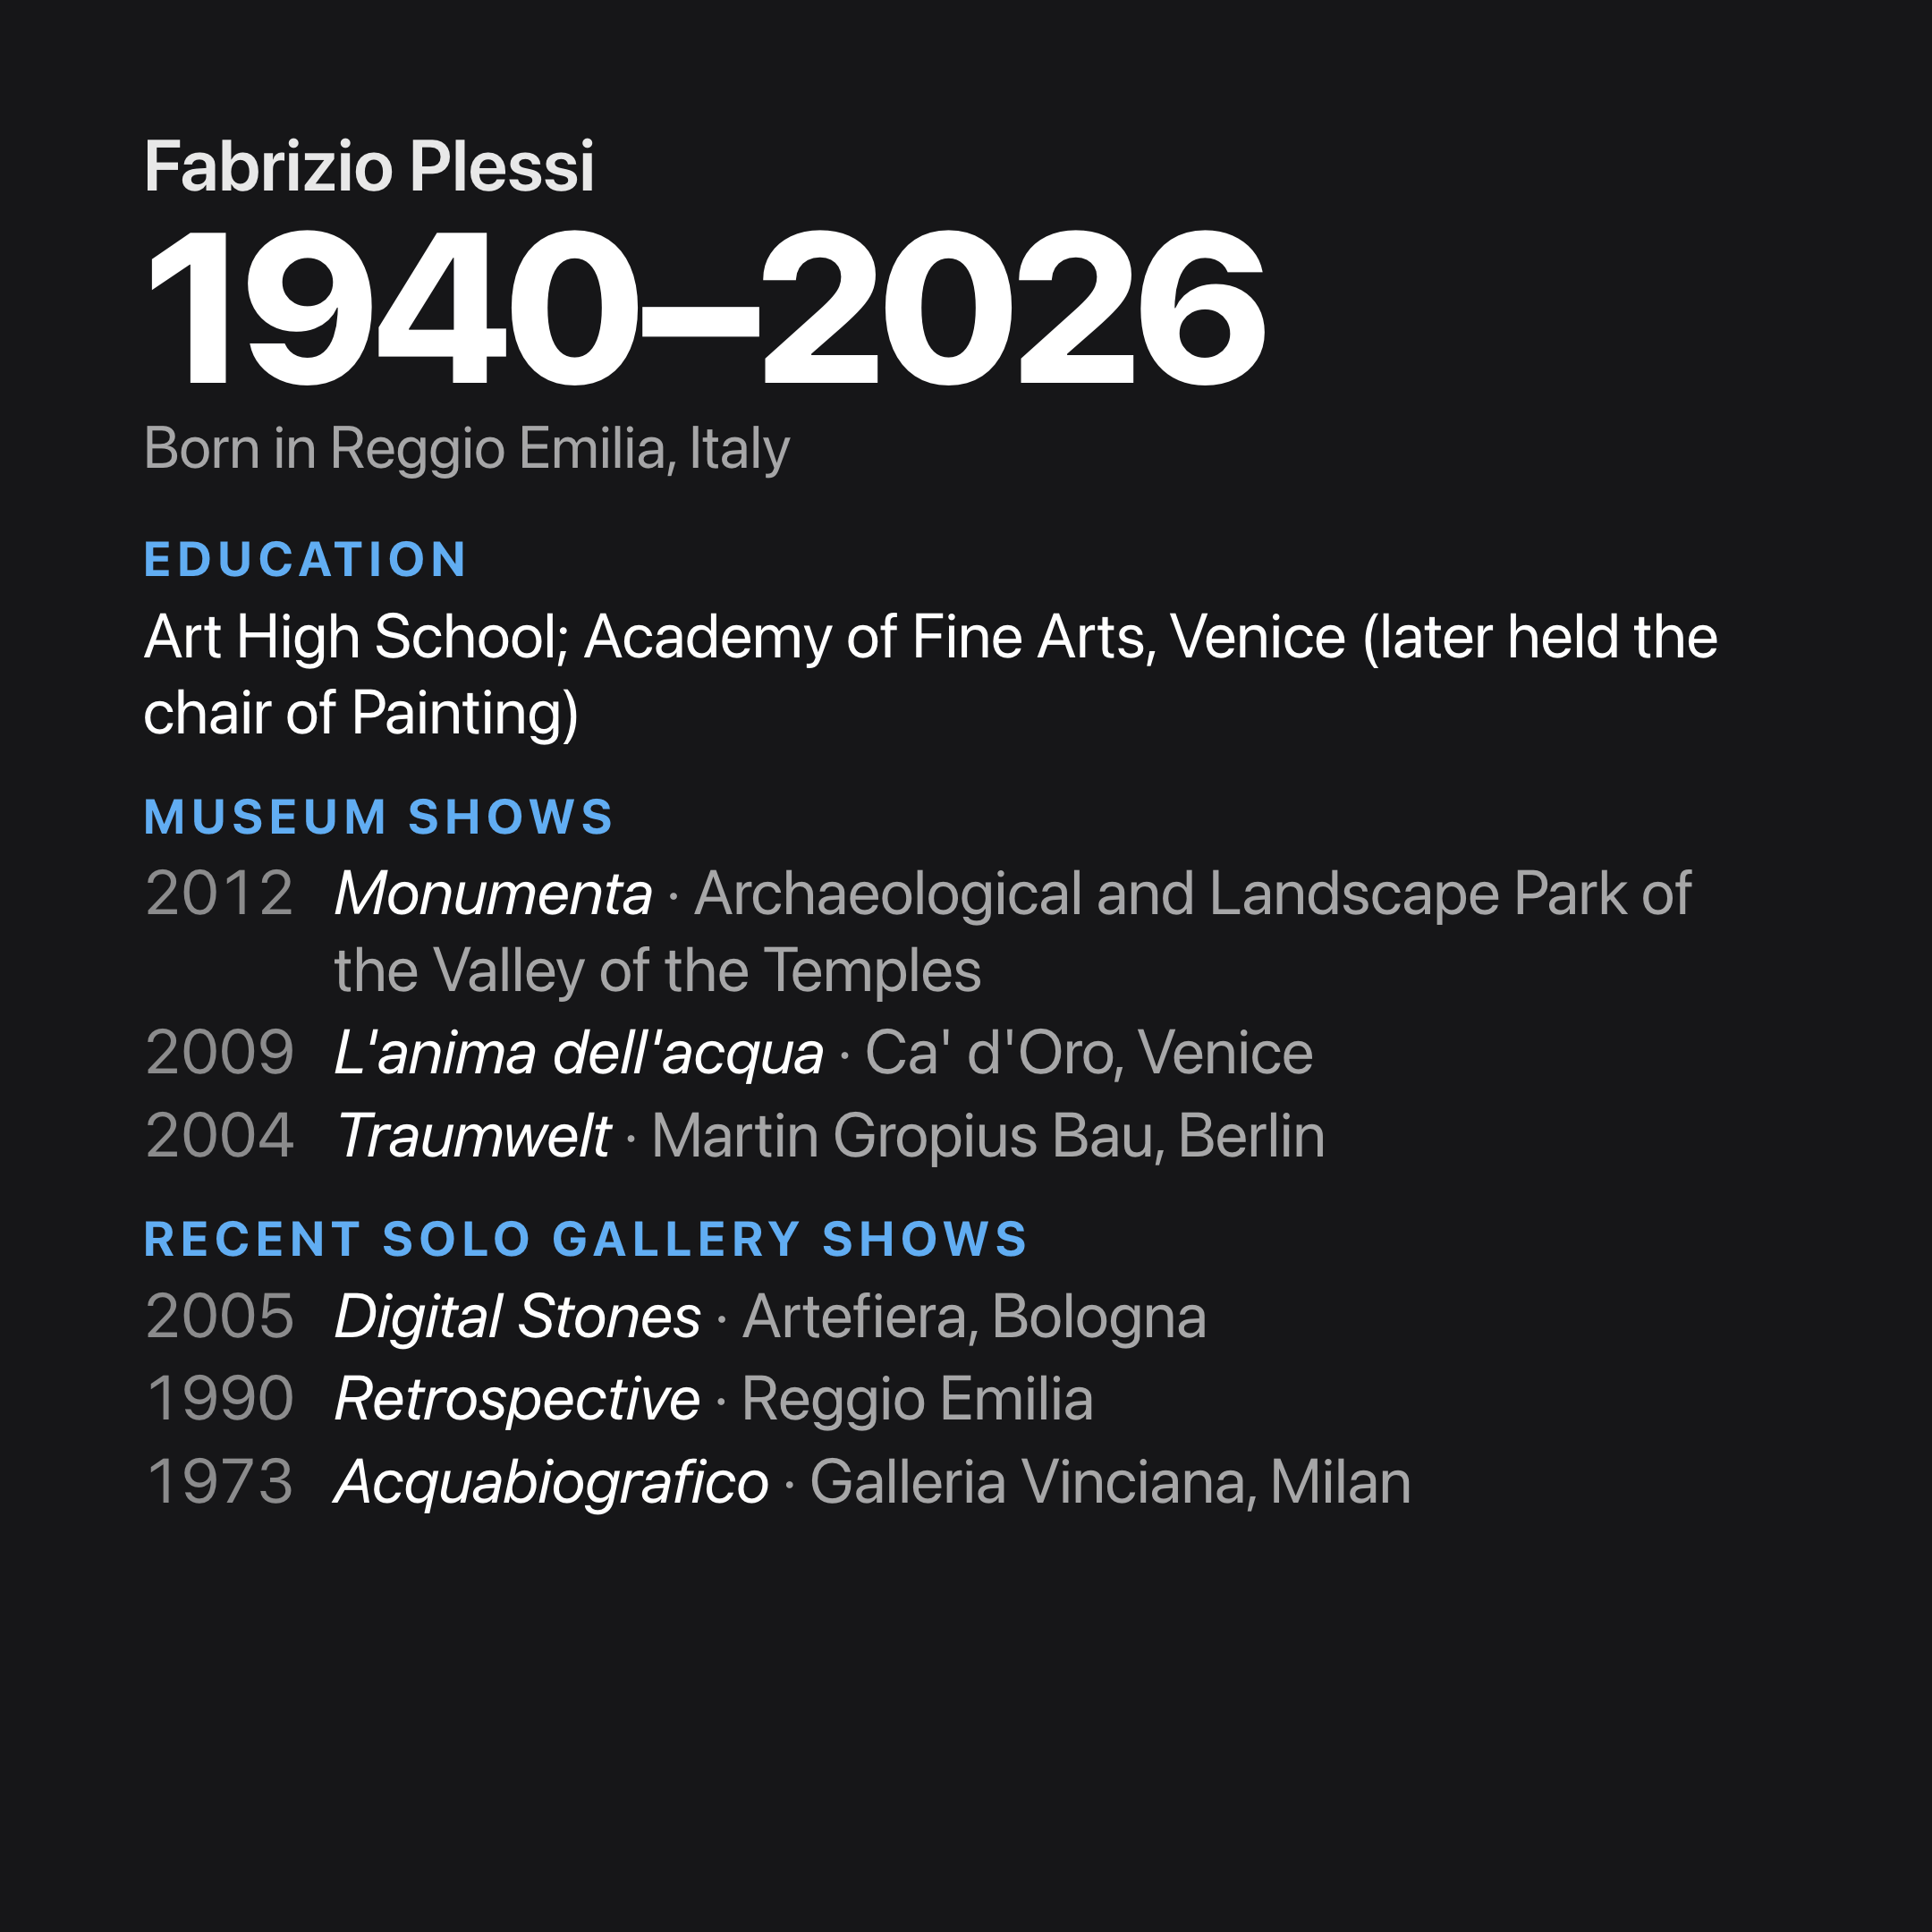 Fabrizio Plessi
1940–2026
Born in Reggio Emilia, Italy
EDUCATION
Art High School; Academy of Fine Arts, Venice (later held the
chair of Painting)
MUSEUM SHOWS
2012 Monumenta · Archaeological and Landscape Park of
the Valley of the Temples
2009 L'anima dell'acqua · Ca' d'Oro, Venice
2004 Traumwelt · Martin Gropius Bau, Berlin
RECENT SOLO GALLERY SHOWS
2005 Digital Stones · Artefiera, Bologna
1990 Retrospective · Reggio Emilia
1973 Acquabiografico · Galleria Vinciana, Milan